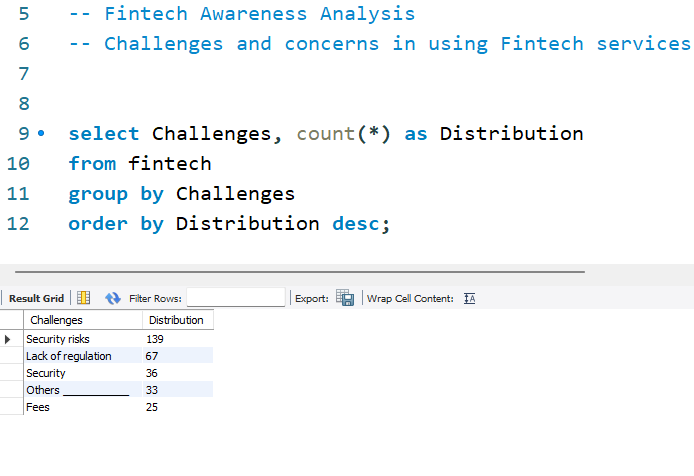 5 -- Fintech Awareness Analysis
6 -- Challenges and concerns in using Fintech services
7
8
9 select Challenges, count(*) as Distribution
10 from fintech
11 group by Challenges
12 order by Distribution desc;
Result Grid Filter Rows: Export: Wrap Cell Content: IA
Challenges Distribution
Security risks 139
Lack of regulation 67
Security 36
Others ____________ 33
Fees 25